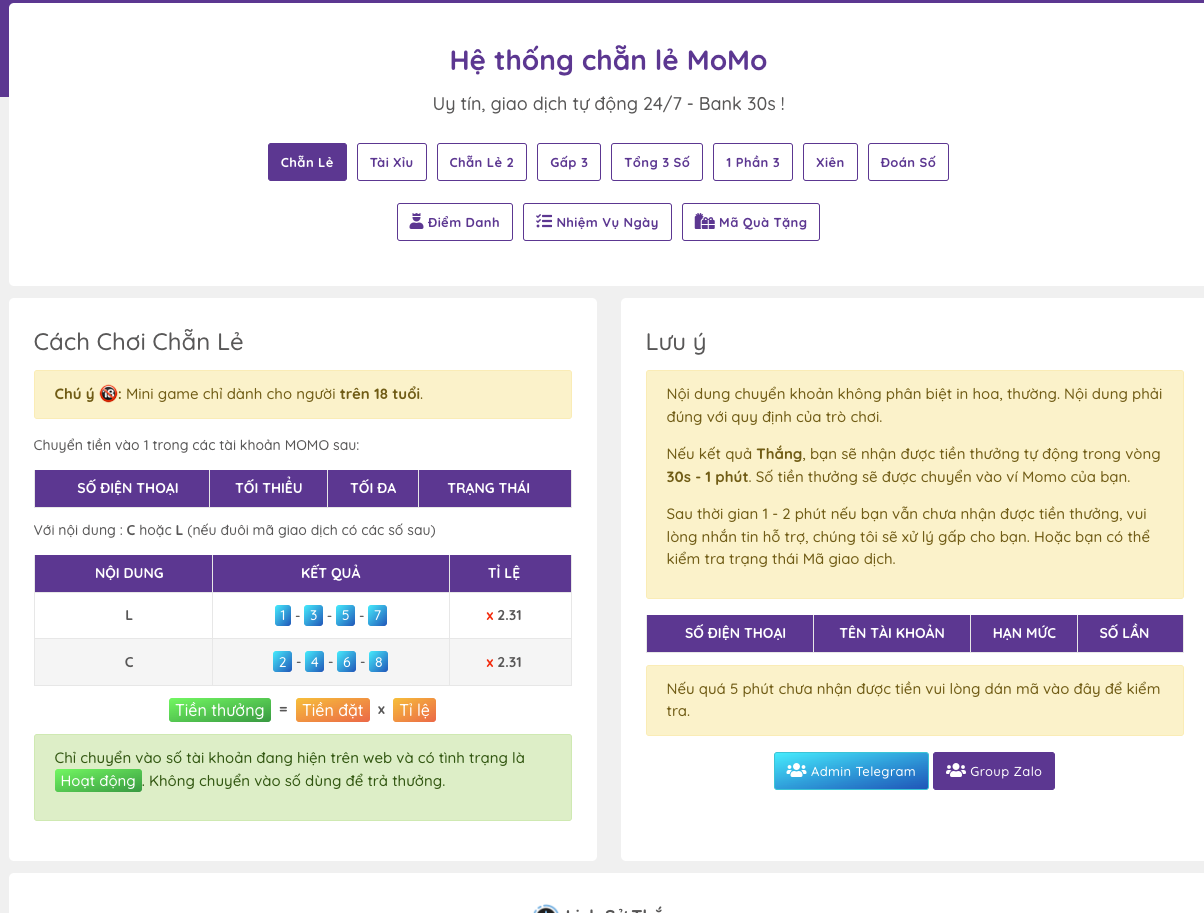 Hệ thống chẵn lẻ MoMo
Uy tín, giao dịch tự động 24/7 - Bank 30s !
Chẵn Lẻ
Tài Xỉu
Chẵn Lẻ 2
Gấp 3
Tổng 3 Số
1 Phần 3
Xiên
Đoán Số
Điểm Danh
Nhiệm Vụ Ngày
Mã Quà Tặng
Cách Chơi Chẵn Lẻ
Chú ý 🔞: Mini game chỉ dành cho người trên 18 tuổi.
Chuyển tiền vào 1 trong các tài khoản MOMO sau:
SỐ ĐIỆN THOẠI TỐI THIỂU TỐI ĐA TRẠNG THÁI
Với nội dung : C hoặc L (nếu đuôi mã giao dịch có các số sau)
NỘI DUNG KẾT QUẢ TỈ LỆ
L 1 - 3 - 5 - 7 x 2.31
C 2 - 4 - 6 - 8 x 2.31
Tiền thưởng = Tiền đặt x Tỉ lệ
Chỉ chuyển vào số tài khoản đang hiện trên web và có tình trạng là
Hoạt động. Không chuyển vào số dùng để trả thưởng.
Lưu ý
Nội dung chuyển khoản không phân biệt in hoa, thường. Nội dung phải
đúng với quy định của trò chơi.
Nếu kết quả Thắng, bạn sẽ nhận được tiền thưởng tự động trong vòng
30s - 1 phút. Số tiền thưởng sẽ được chuyển vào ví Momo của bạn.
Sau thời gian 1 - 2 phút nếu bạn vẫn chưa nhận được tiền thưởng, vui
lòng nhắn tin hỗ trợ, chúng tôi sẽ xử lý gấp cho bạn. Hoặc bạn có thể
kiểm tra trạng thái Mã giao dịch.
SỐ ĐIỆN THOẠI TÊN TÀI KHOẢN HẠN MỨC SỐ LẦN
Nếu quá 5 phút chưa nhận được tiền vui lòng dán mã vào đây để kiểm
tra.
Admin Telegram
Group Zalo